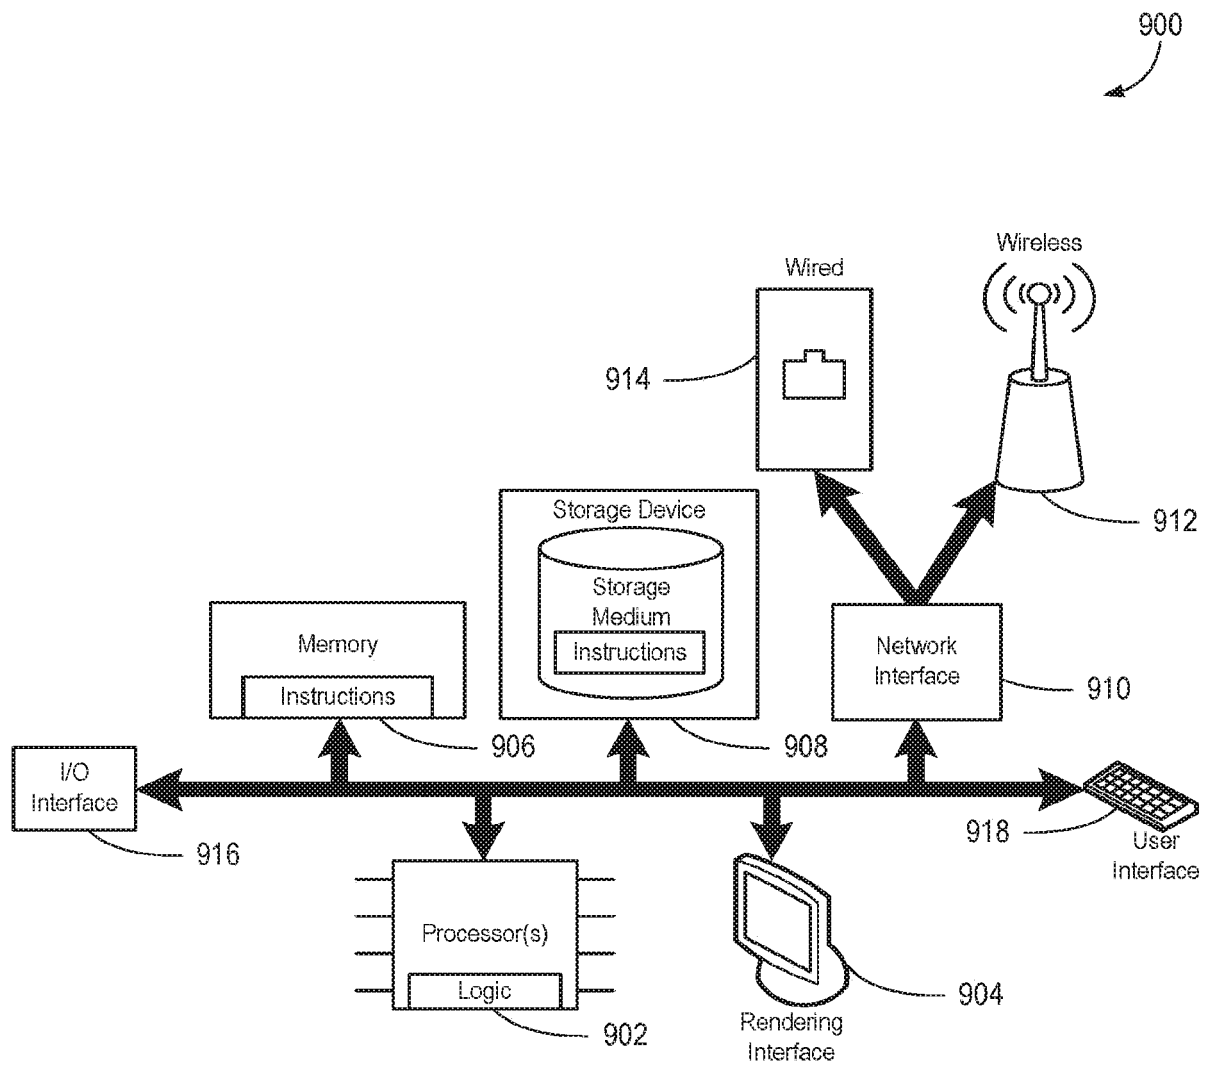 900
Wireless
Wired
914
912
Storage Device
Storage
Medium
Instructions
Memory
Instructions
Network
Interface
910
906
908
I/O
Interface
916
918
User
Interface
Processor(s)
Logic
902
904
Rendering
Interface